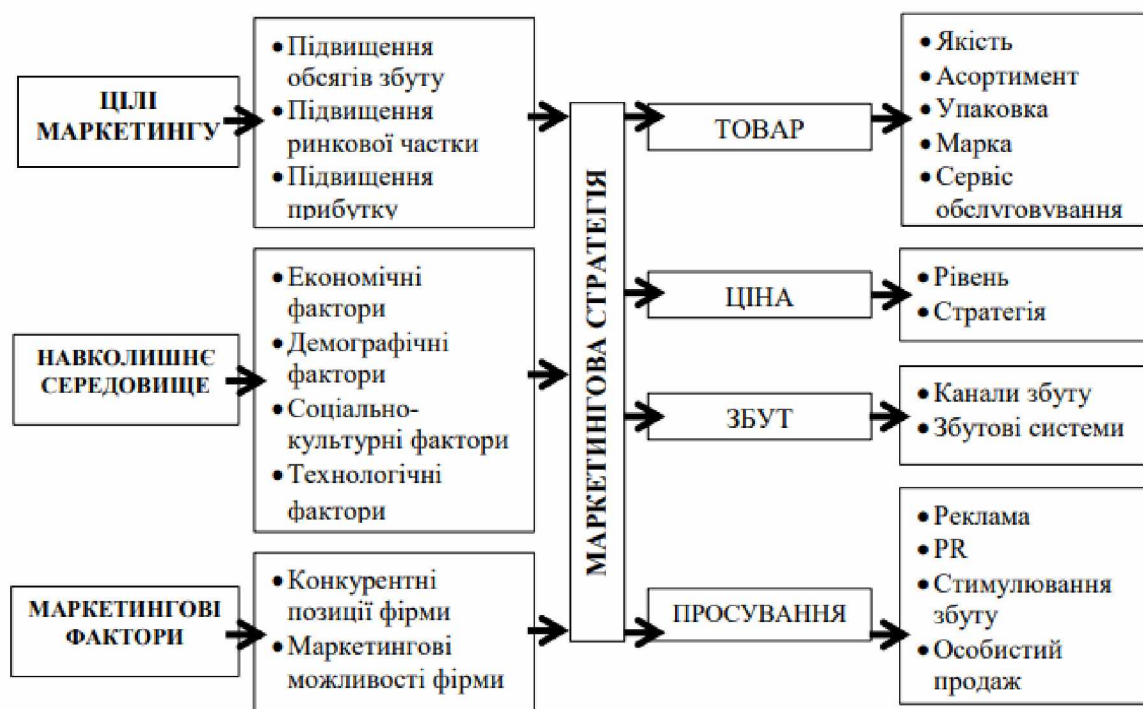 ЦІЛІ
МАРКЕТИНГУ
• Підвищення
обсягів збуту
• Підвищення
ринкової частки
• Підвищення
прибутку
НАВКОЛИШНЄ
СЕРЕДОВИЩЕ
• Економічні
фактори
• Демографічні
фактори
• Соціально-
культурні фактори
• Технологічні
фактори
МАРКЕТИНГОВІ
ФАКТОРИ
• Конкурентні
позиції фірми
• Маркетингові
можливості фірми
МАРКЕТИНГОВА СТРАТЕГІЯ
ТОВАР
• Якість
• Асортимент
• Упаковка
• Марка
• Сервіс
обслуговування
ЦІНА
• Рівень
• Стратегія
ЗБУТ
• Канали збуту
• Збутові системи
ПРОСУВАННЯ
• Реклама
• PR
• Стимулювання
збуту
• Особистий
продаж